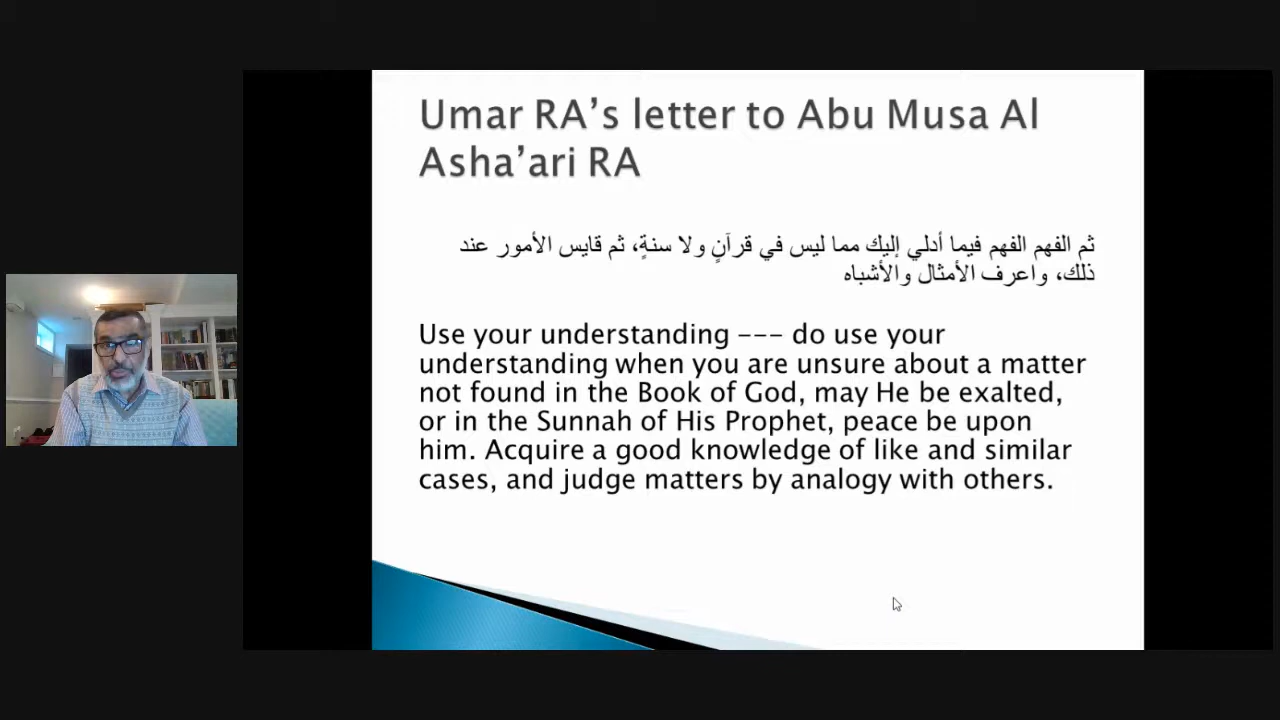 Umar RA’s letter to Abu Musa Al
Asha’ari RA
ثم الفهم الفهم فيما أدلي إليك مما ليس في قرآنٍ ولا سنةٍ، ثم قايس الأمور عند
ذلك، واعرف الأمثال والأشباه
Use your understanding --- do use your
understanding when you are unsure about a matter
not found in the Book of God, may He be exalted,
or in the Sunnah of His Prophet, peace be upon
him. Acquire a good knowledge of like and similar
cases, and judge matters by analogy with others.